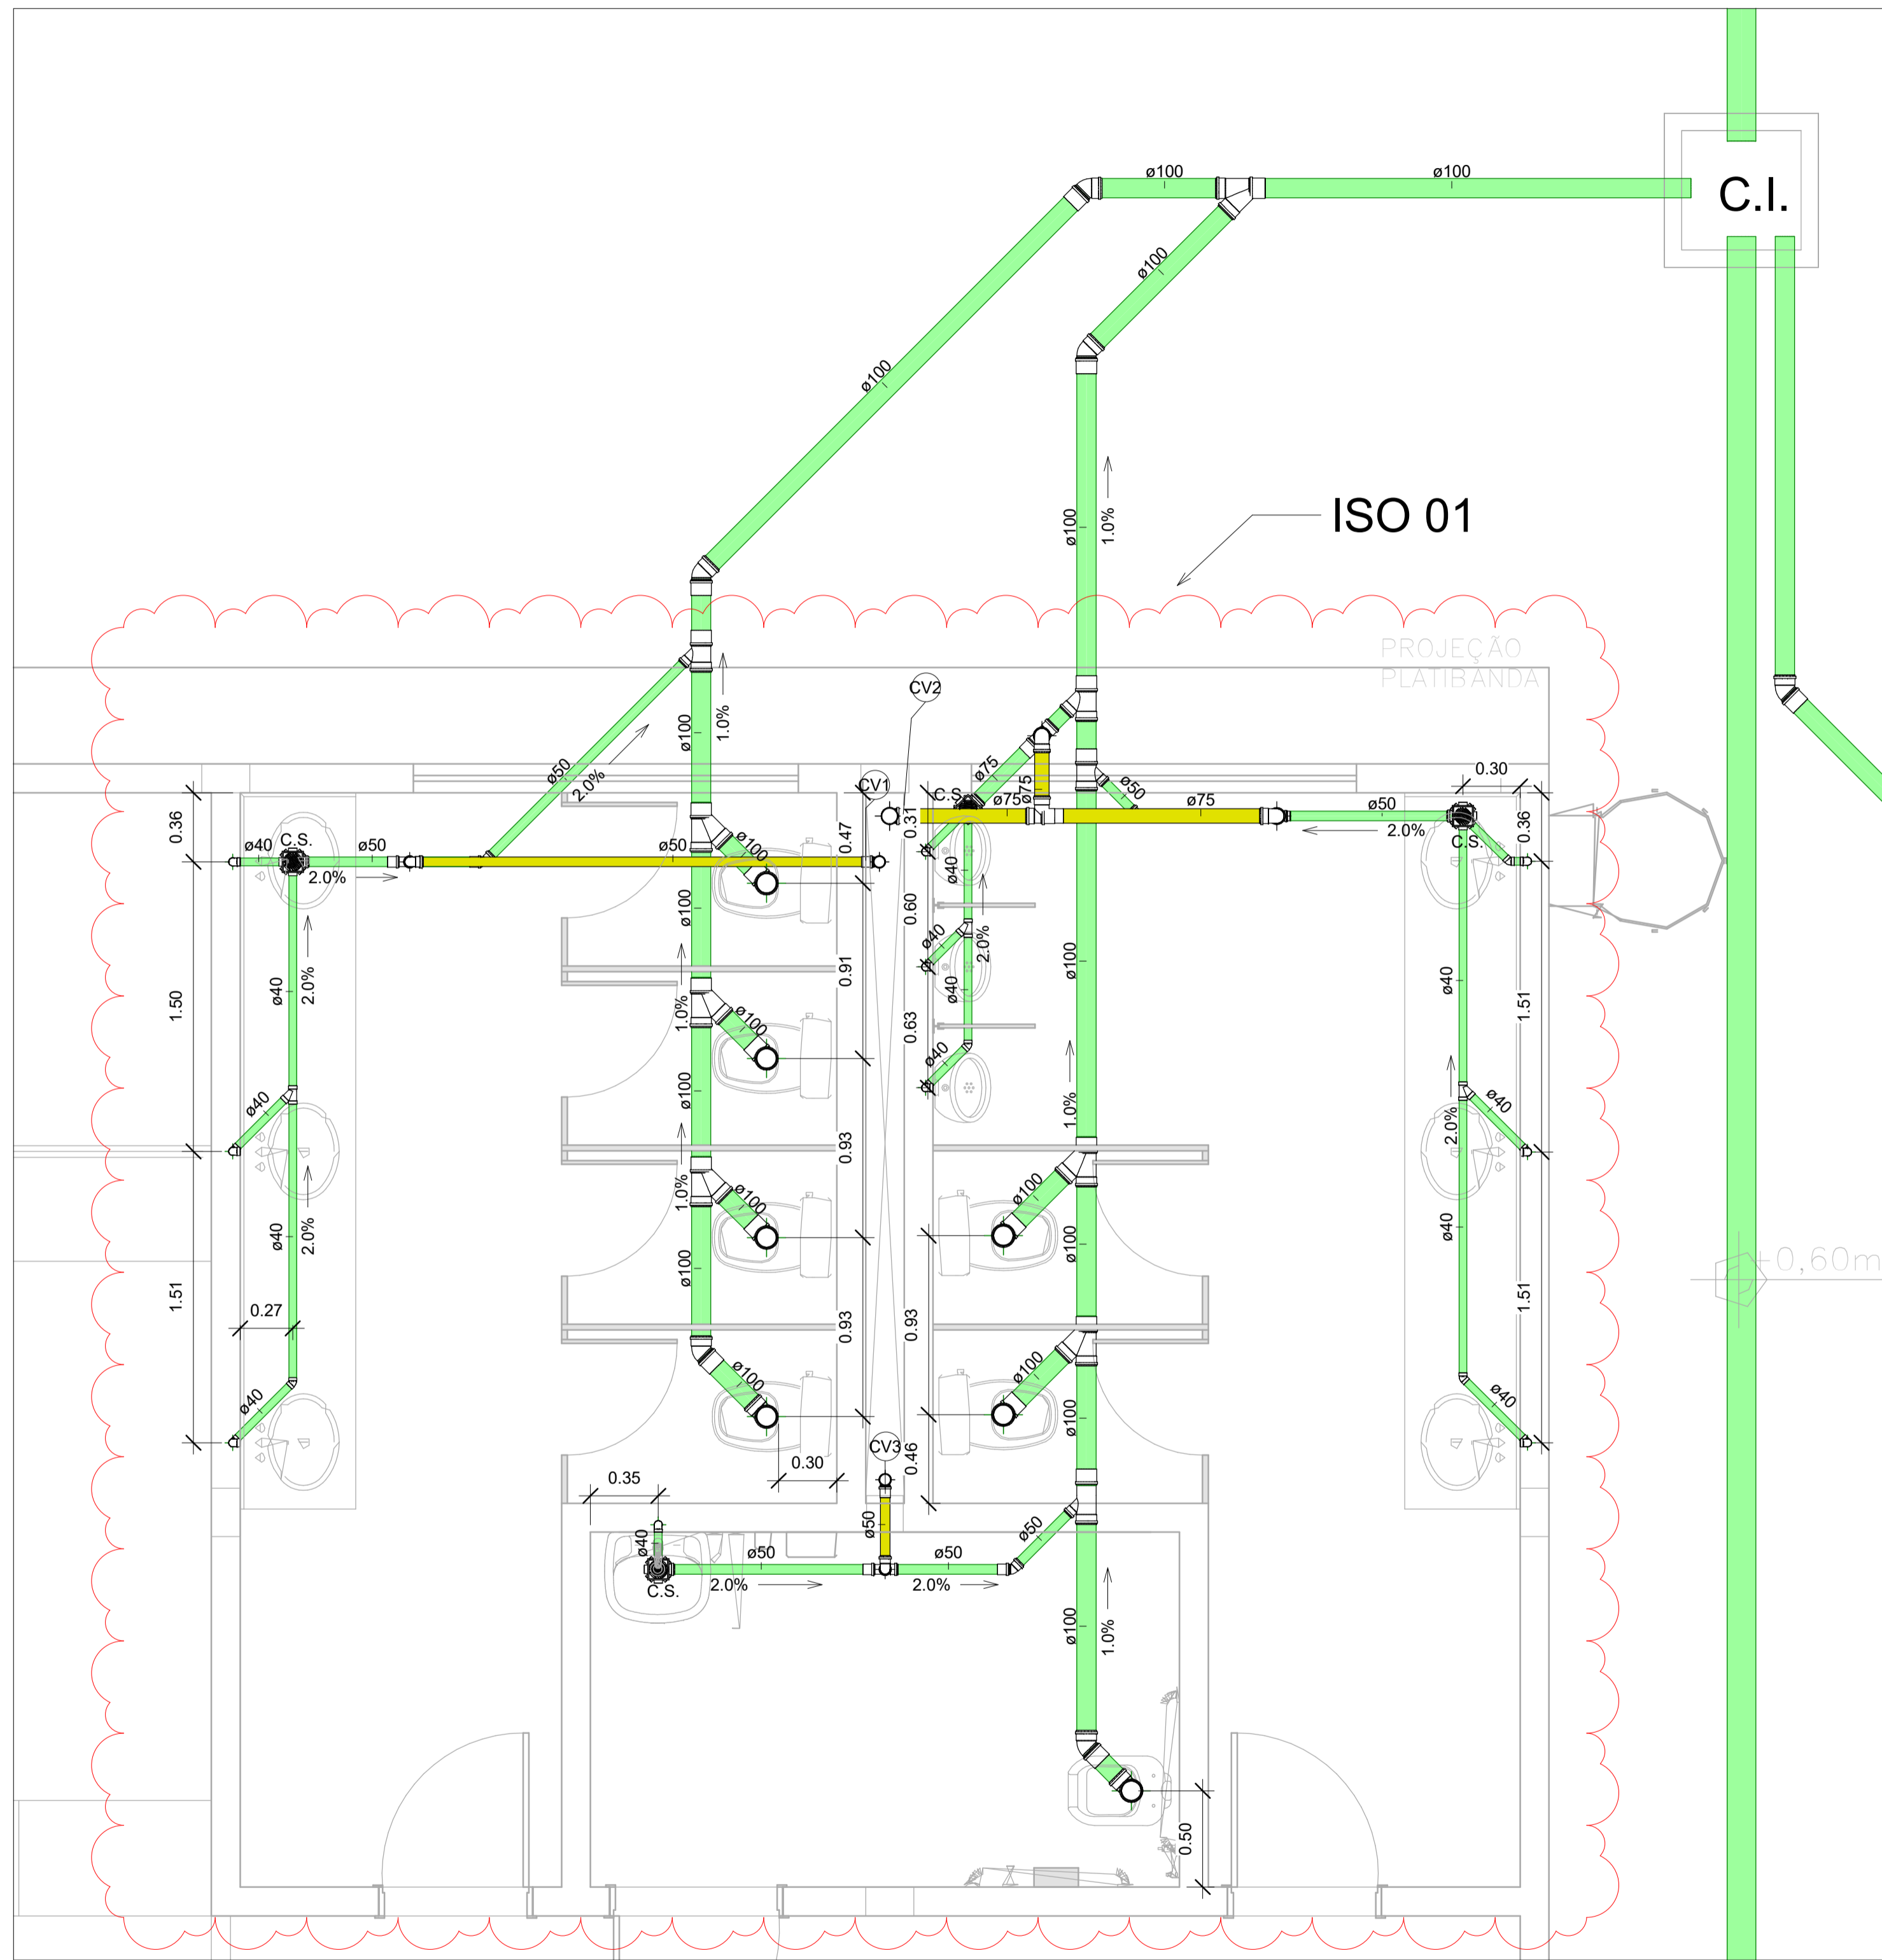 ø100
ø100
C.I.
ø100
ø100
ISO 01
ø100
1.0%
PROJEÇÃO
PLATIBANDA
CV2
ø100
1.0%
ø50
2.0%
CV1
ø75
ø75
ø50
C.S.
ø75
ø75
ø50
2.0%
C.S.
0.30
0.36
0.36
ø40
C.S.
ø50
2.0%
ø50
ø100
0.47
0.31
ø40
ø100
0.60
ø40
2.0%
ø40
ø100
ø40
2.0%
1.50
1.0%
ø100
0.91
0.63
ø40
ø40
1.51
ø40
ø100
0.93
1.0%
2.0%
ø40
1.0%
ø100
ø100
ø100
ø40
2.0%
1.51
0.27
ø100
0.93
0.93
ø40
1.51
+0,60m
ø40
ø100
ø100
ø100
ø40
0.46
CV3
0.30
0.35
ø40
C.S.
ø50
2.0%
ø50
ø50
2.0%
ø50
ø100
1.0%
0.50